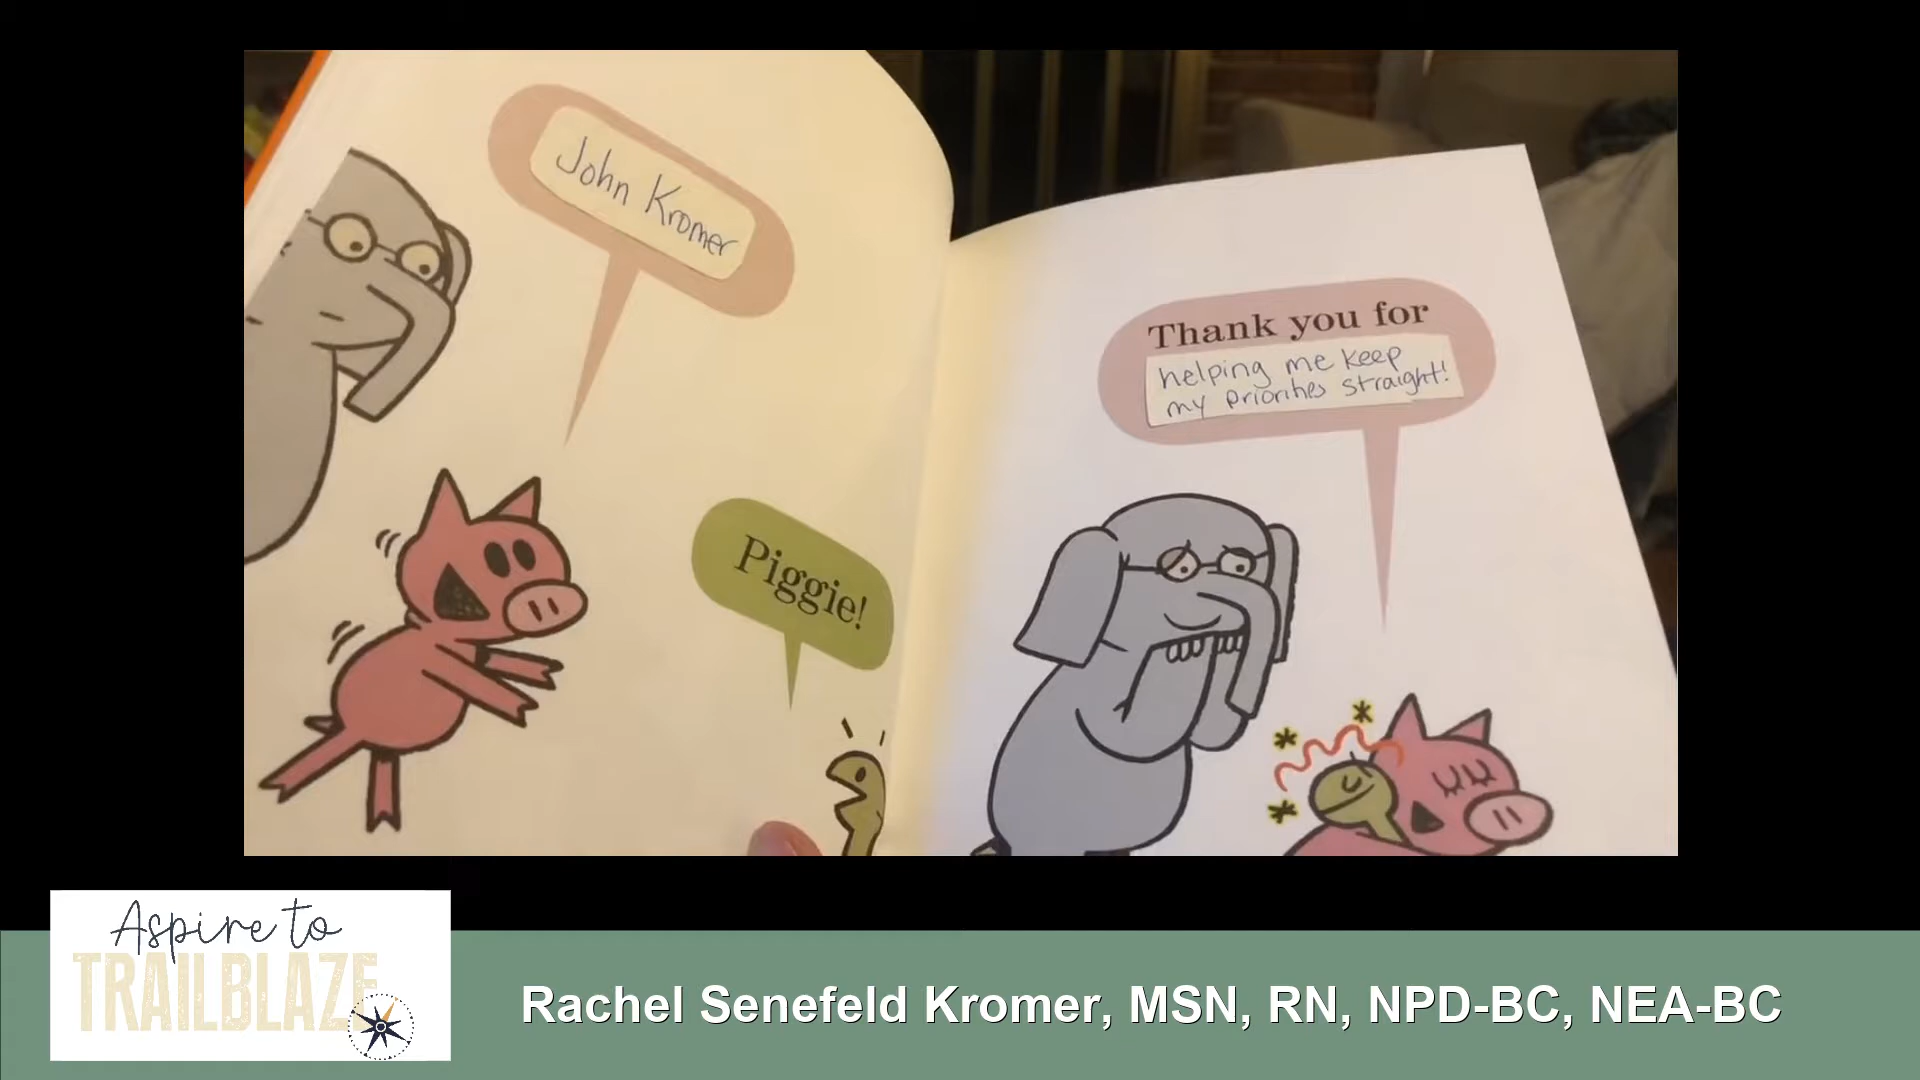 John Kromer
Piggie!
Thank you for
helping me keep
my priorities straight!
Aspire to
TRAILBLAZE
Rachel Senefeld Kromer, MSN, RN, NPD-BC, NEA-BC